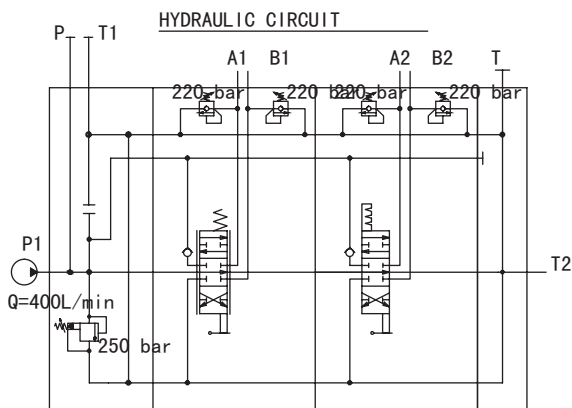 HYDRAULIC CIRCUIT
P T1
A1 B1 A2 B2 T
220 bar 220 bar 220 bar 220 bar
P1
T2
Q=400L/min
250 bar